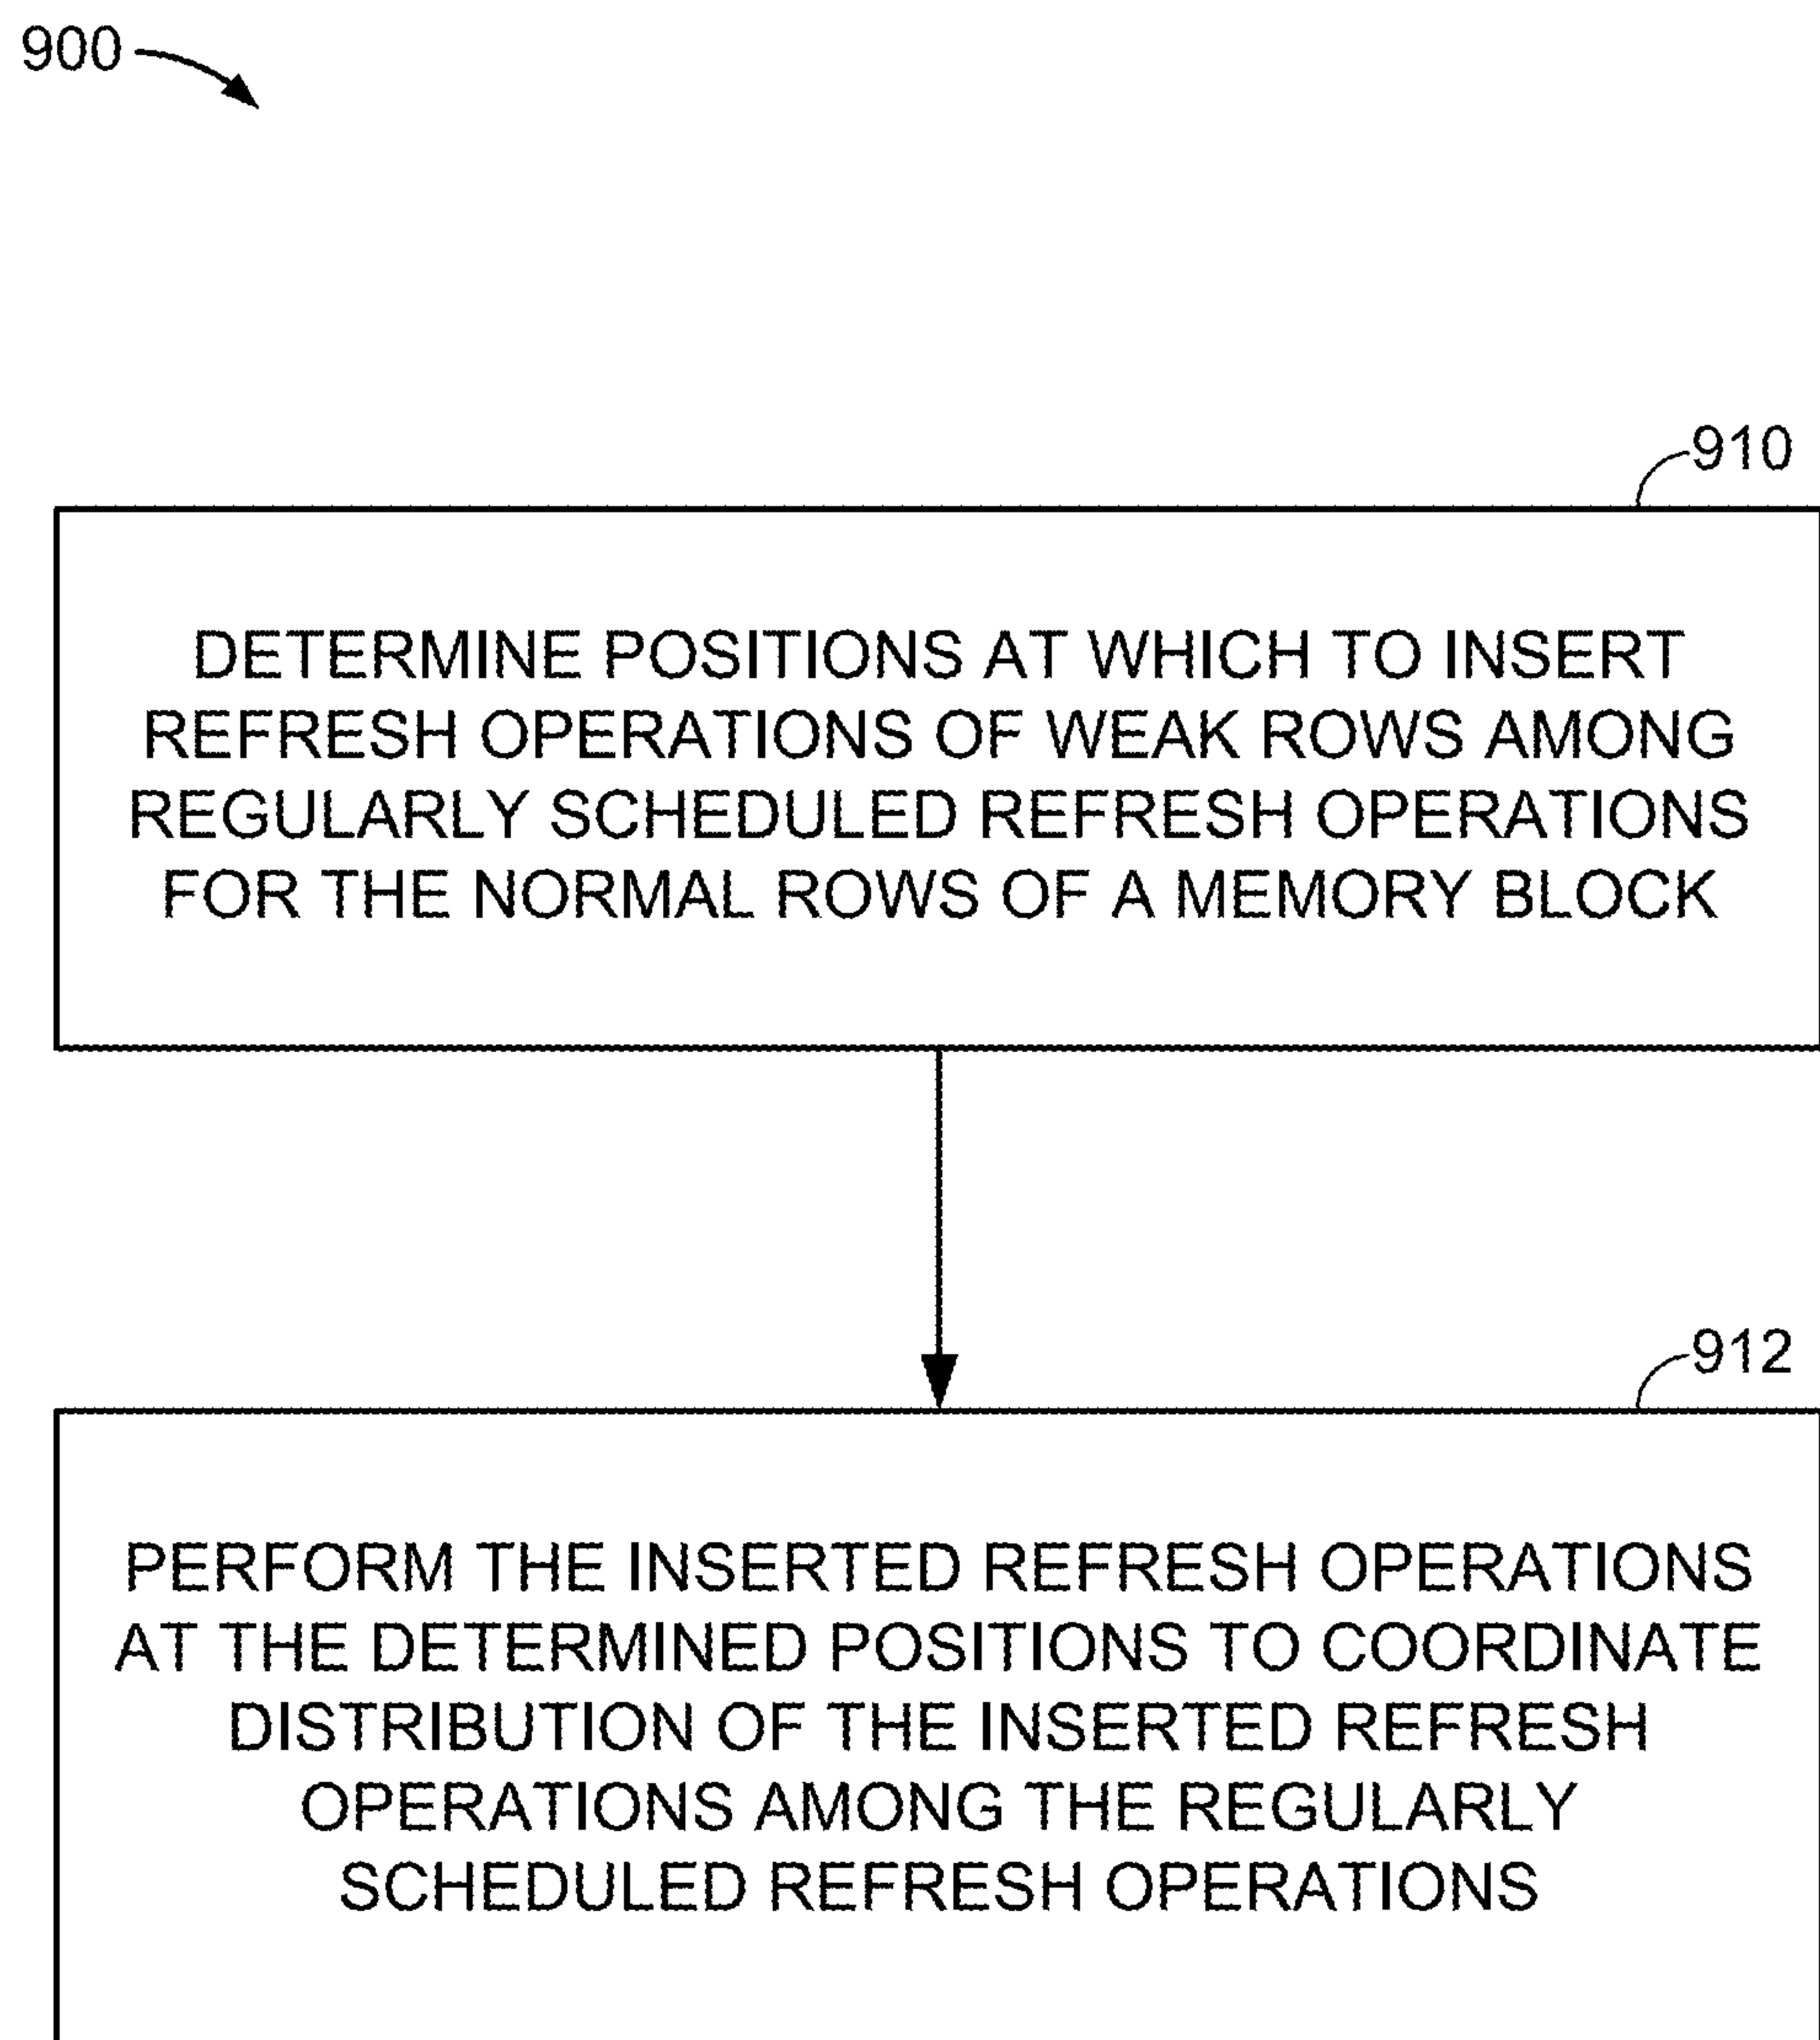 900
910
DETERMINE POSITIONS AT WHICH TO INSERT
REFRESH OPERATIONS OF WEAK ROWS AMONG
REGULARLY SCHEDULED REFRESH OPERATIONS
FOR THE NORMAL ROWS OF A MEMORY BLOCK
912
PERFORM THE INSERTED REFRESH OPERATIONS
AT THE DETERMINED POSITIONS TO COORDINATE
DISTRIBUTION OF THE INSERTED REFRESH
OPERATIONS AMONG THE REGULARLY
SCHEDULED REFRESH OPERATIONS